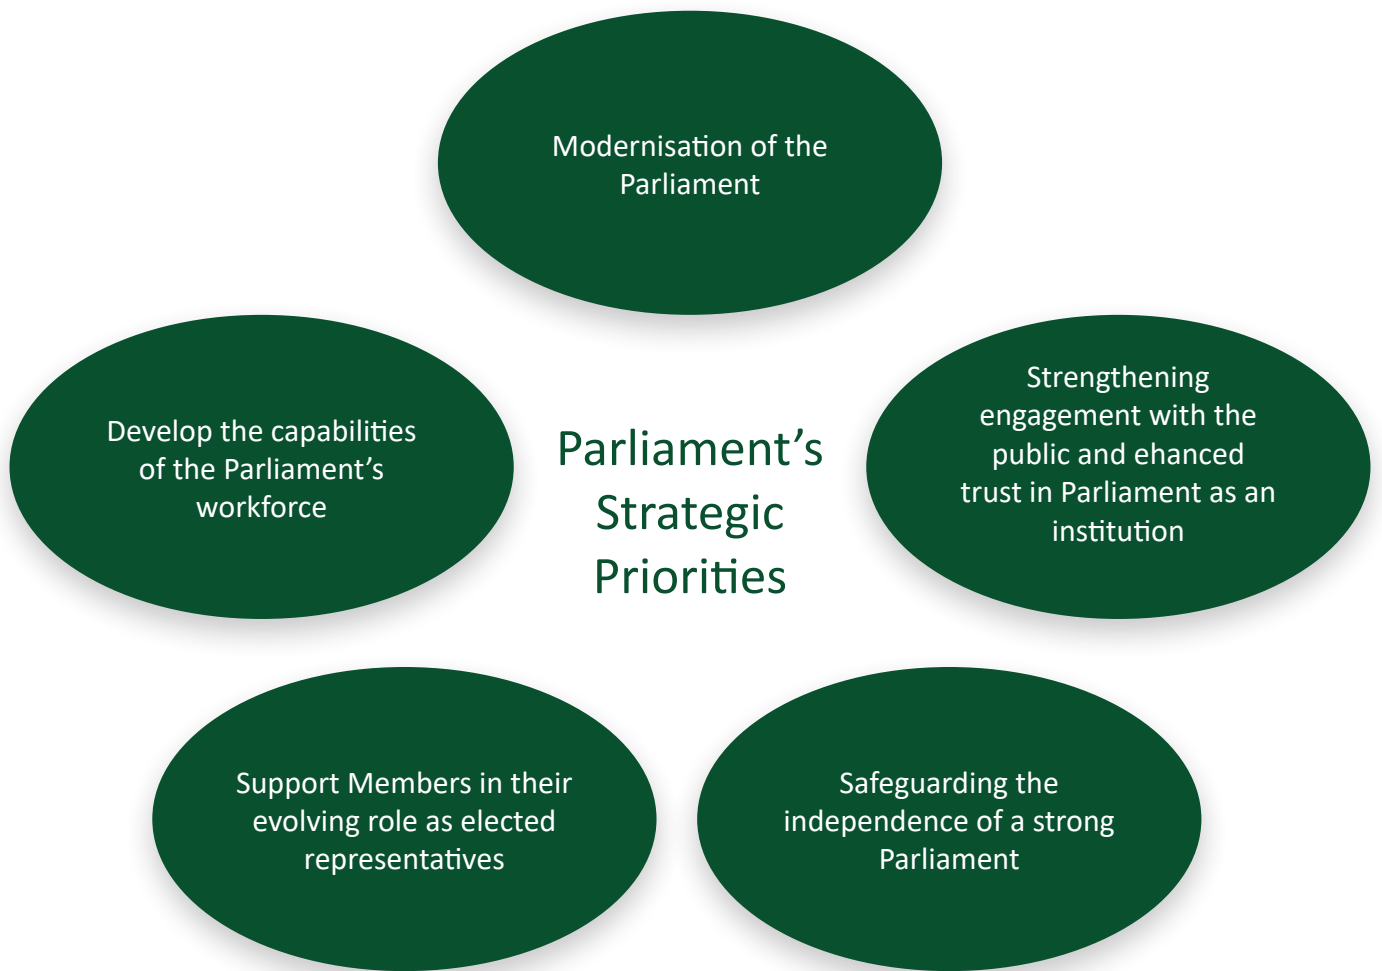 Modernisation of the
Parliament
Strengthening
engagement with the
public and ehanced
trust in Parliament as an
institution
Develop the capabilities
of the Parliament’s
workforce
Parliament’s
Strategic
Priorities
Support Members in their
evolving role as elected
representatives
Safeguarding the
independence of a strong
Parliament